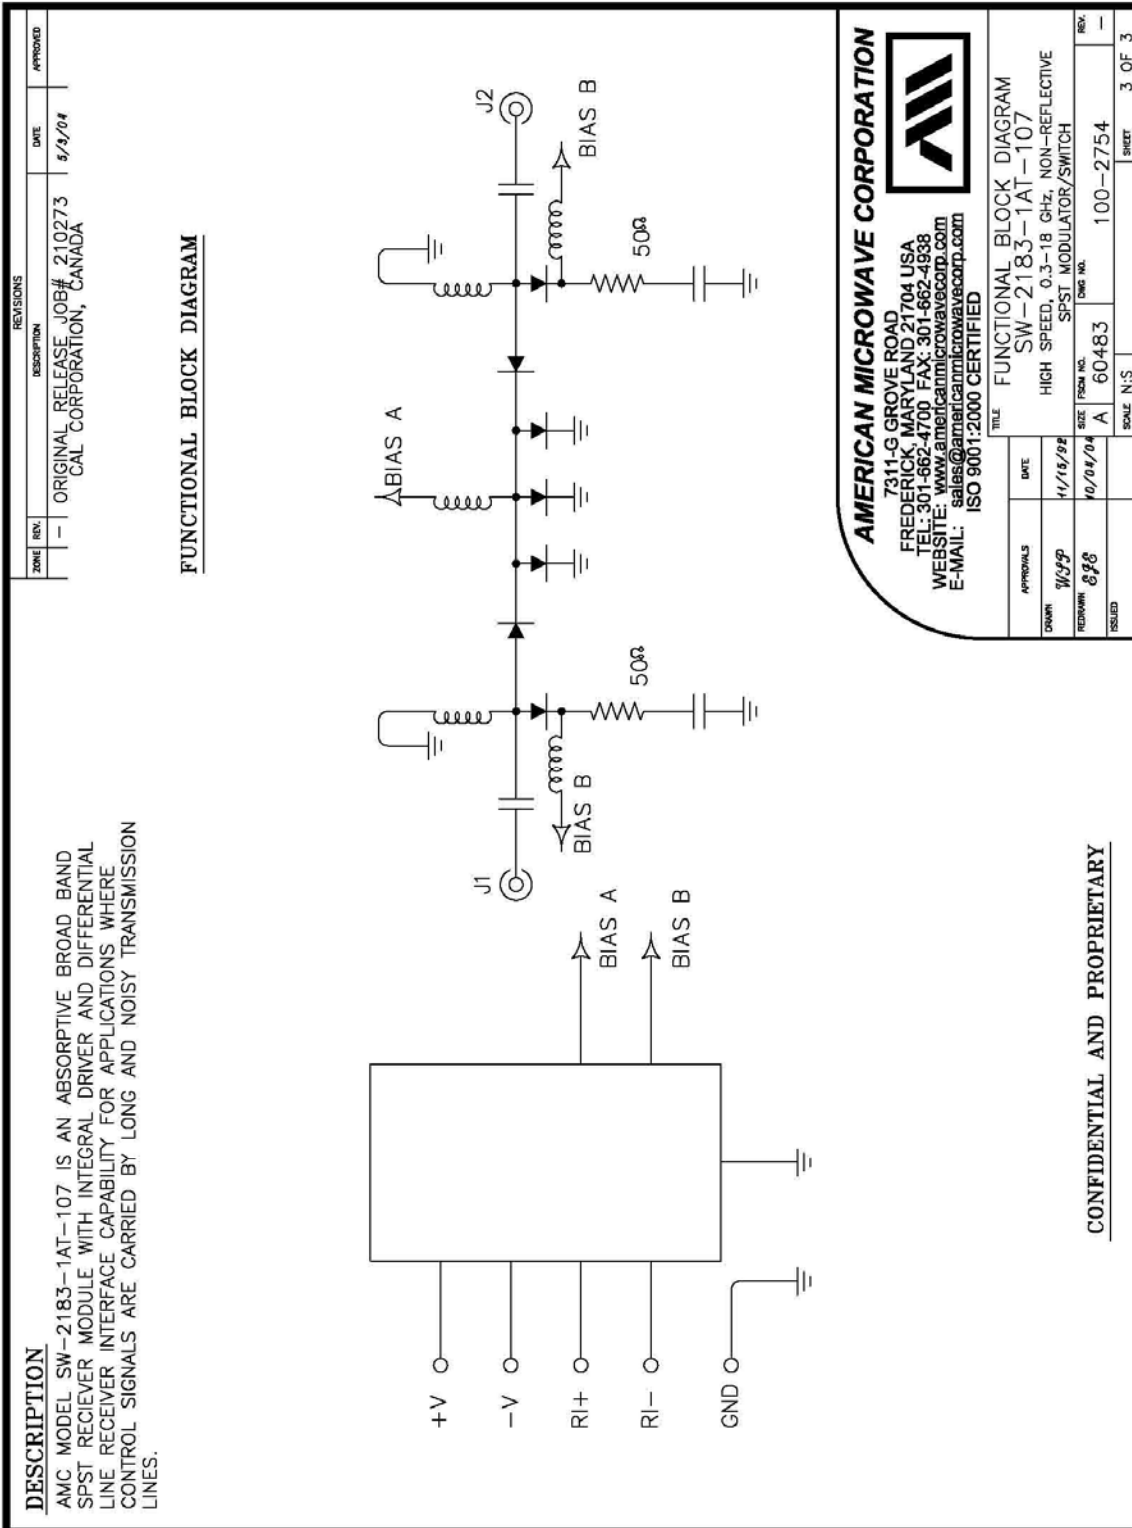 DESCRIPTION
AMC MODEL SW-2183-1AT-107 IS AN ABSORPTIVE BROAD BAND
SPST RECIEVER MODULE WITH INTEGRAL DRIVER AND DIFFERENTIAL
LINE RECEIVER INTERFACE CAPABILITY FOR APPLICATIONS WHERE
CONTROL SIGNALS ARE CARRIED BY LONG AND NOISY TRANSMISSION
LINES.
REVISIONS
ZONE REV. DESCRIPTION DATE APPROVED
— ORIGINAL RELEASE JOB# 210273 5/3/04
CAL CORPORATION, CANADA
FUNCTIONAL BLOCK DIAGRAM
+V
-V
RI+
RI-
GND
BIAS A
BIAS B
J1
BIAS B
50Ω
BIAS A
50Ω
BIAS B
J2
CONFIDENTIAL AND PROPRIETARY
AMERICAN MICROWAVE CORPORATION
7311-G GROVE ROAD
FREDERICK, MARYLAND 21704 USA
TEL: 301-662-4700 FAX: 301-662-4938
WEBSITE: www.americanmicrowavecorp.com
E-MAIL: sales@americanmicrowavecorp.com
ISO 9001:2000 CERTIFIED
APPROVALS DATE
DRAWN WSP 11/15/92
REDRAWN 10/04/04
ISSUED
TITLE
FUNCTIONAL BLOCK DIAGRAM
SW-2183-1AT-107
HIGH SPEED, 0.3-18 GHz, NON-REFLECTIVE
SPST MODULATOR/SWITCH
SIZE A FSCM NO. 60483 DWG NO. 100-2754 REV. —
SCALE N:S SHEET 3 OF 3